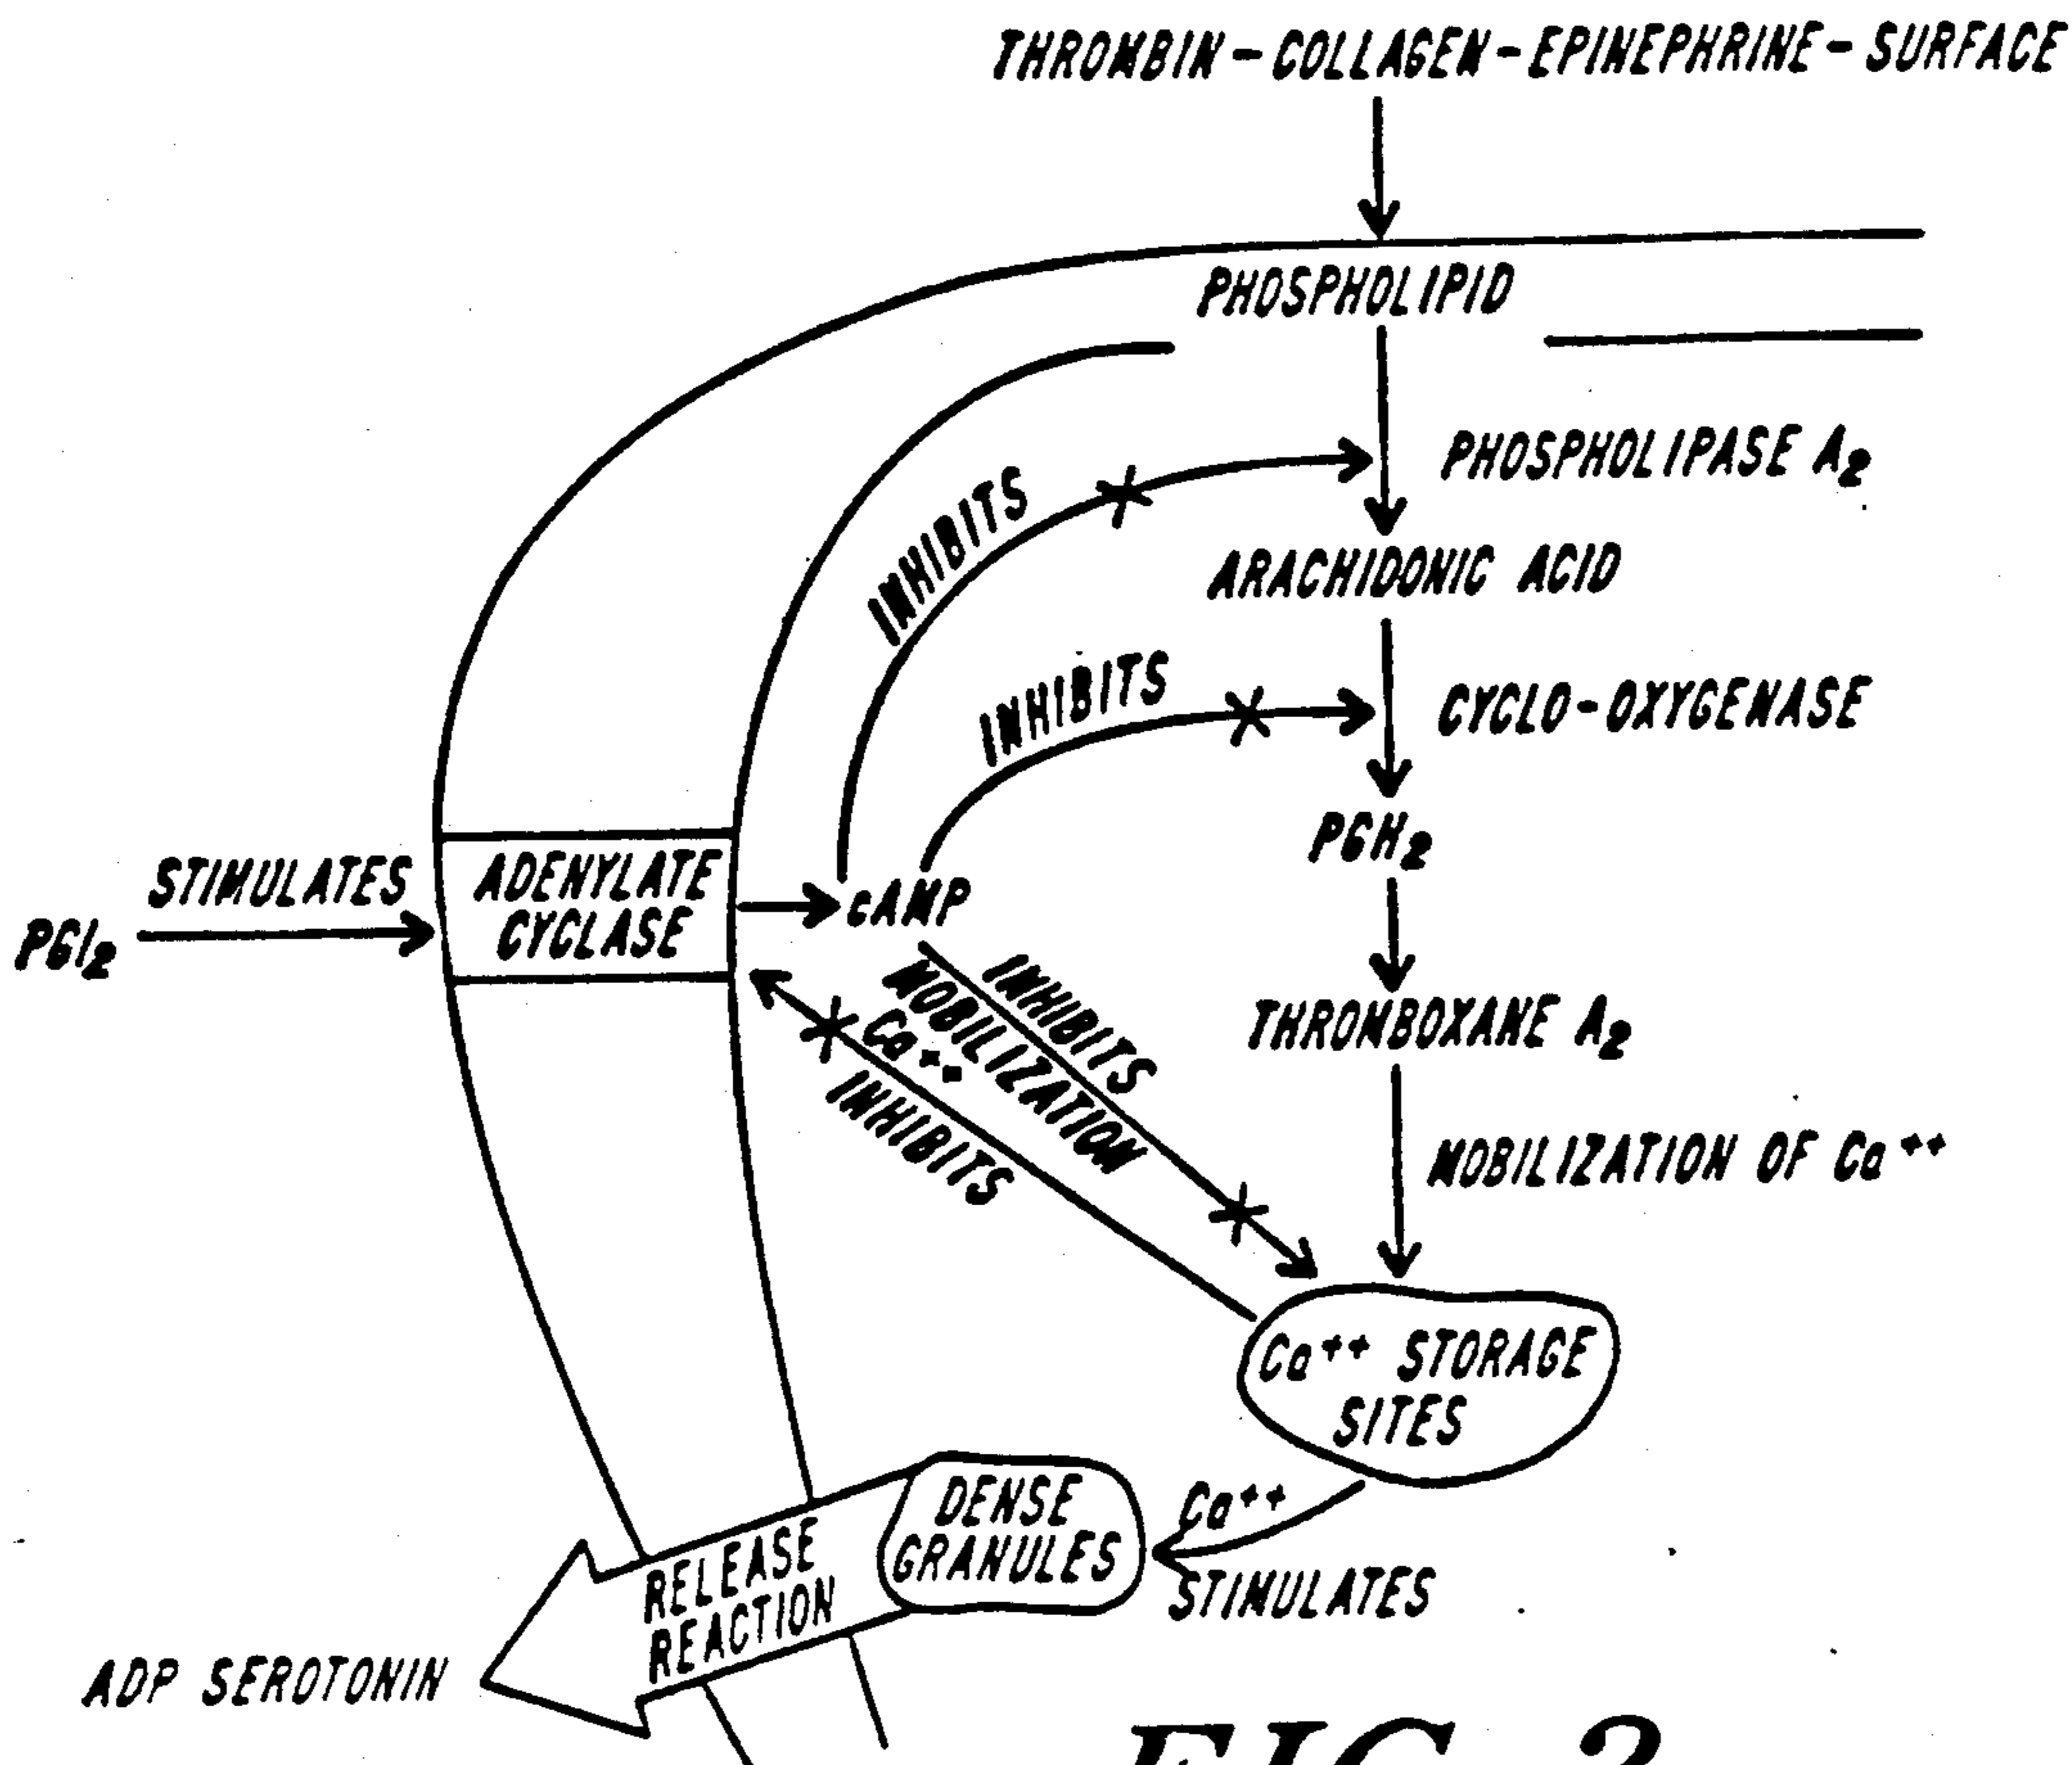 THROMBIN-COLLAGEN-EPINEPHRINE-SURFACE
PHOSPHOLIPID
PHOSPHOLIPASE A2
INHIBITS
ARACHIDONIC ACID
INHIBITS
CYCLO-OXYGENASE
PGH2
STIMULATES
PGI2
ADENYLATE
CYCLASE
cAMP
THROMBOXANE A2
INHIBITS
MOBILIZATION
Ca++
INHIBITS
MOBILIZATION OF Ca++
Ca++ STORAGE
SITES
Ca++
STIMULATES
DENSE
GRANULES
RELEASE
REACTION
ADP SEROTONIN